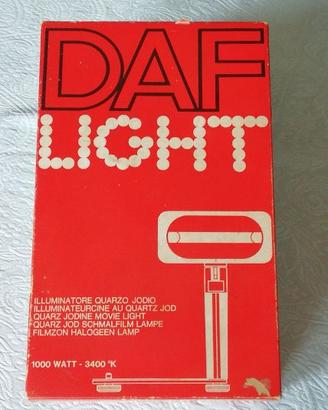 DAF
LIGHT
ILLUMINATORE QUARZO JODIO
ILLUMINATEURCINE AU QUARTZ JOD
QUARZ JODINE MOVIE LIGHT
QUARZ JOD SCHMALFILM LAMPE
FILMZON HALOGEEN LAMP
1000 WATT - 3400 °K